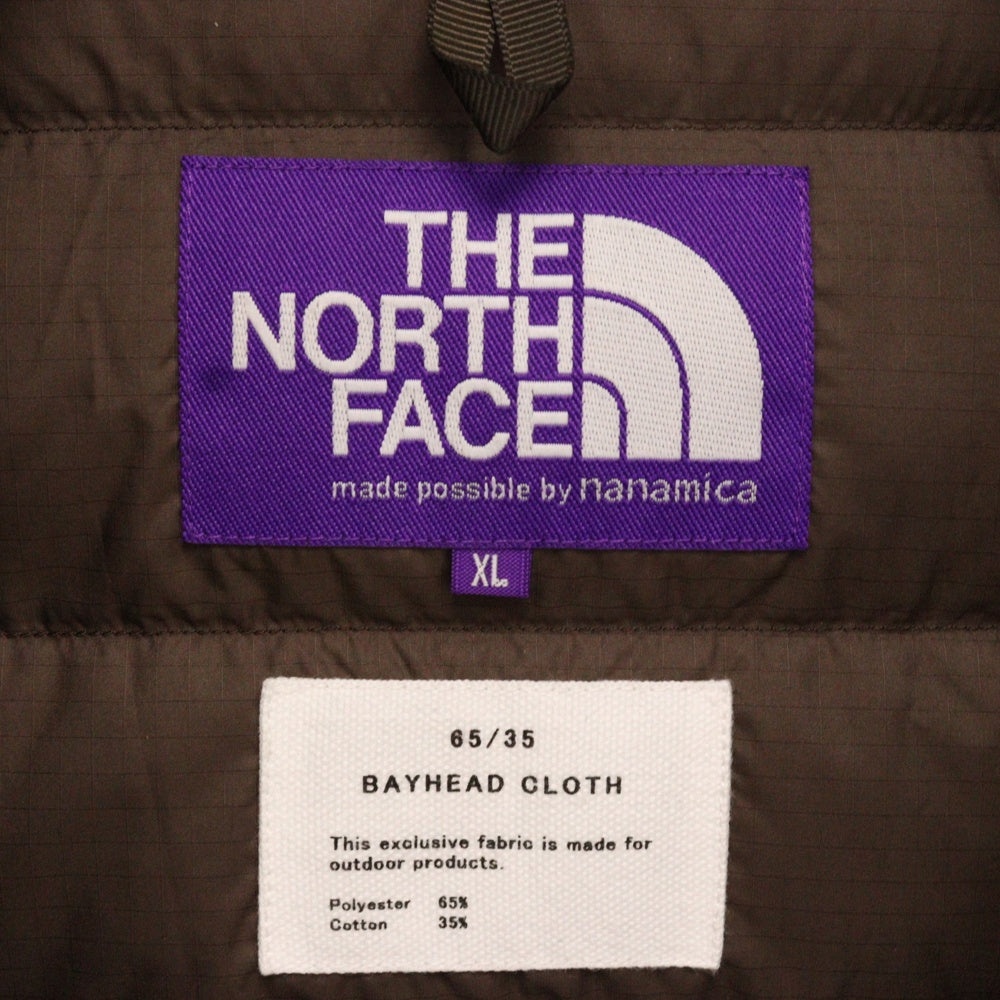 THE
NORTH
FACE
made possible by nanamica
XL
65/35
BAYHEAD CLOTH
This exclusive fabric is made for
outdoor products.
Polyester 65%
Cotton 35%